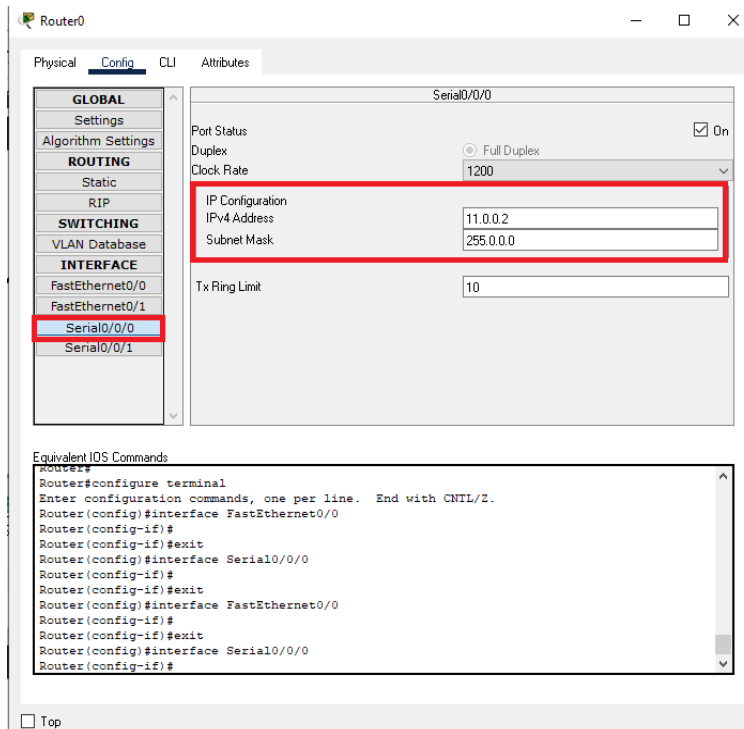 Router0
Physical Config CLI Attributes
GLOBAL
Settings
Algorithm Settings
ROUTING
Static
RIP
SWITCHING
VLAN Database
INTERFACE
FastEthernet0/0
FastEthernet0/1
Serial0/0/0
Serial0/0/1
Serial0/0/0
Port Status On
Duplex Full Duplex
Clock Rate 1200
IP Configuration
IPv4 Address 11.0.0.2
Subnet Mask 255.0.0.0
Tx Ring Limit 10
Equivalent IOS Commands
Router#
Router#configure terminal
Enter configuration commands, one per line. End with CNTL/Z.
Router(config)#interface FastEthernet0/0
Router(config-if)#
Router(config-if)#exit
Router(config)#interface Serial0/0/0
Router(config-if)#
Router(config-if)#exit
Router(config)#interface FastEthernet0/0
Router(config-if)#
Router(config-if)#exit
Router(config)#interface Serial0/0/0
Router(config-if)#
Top